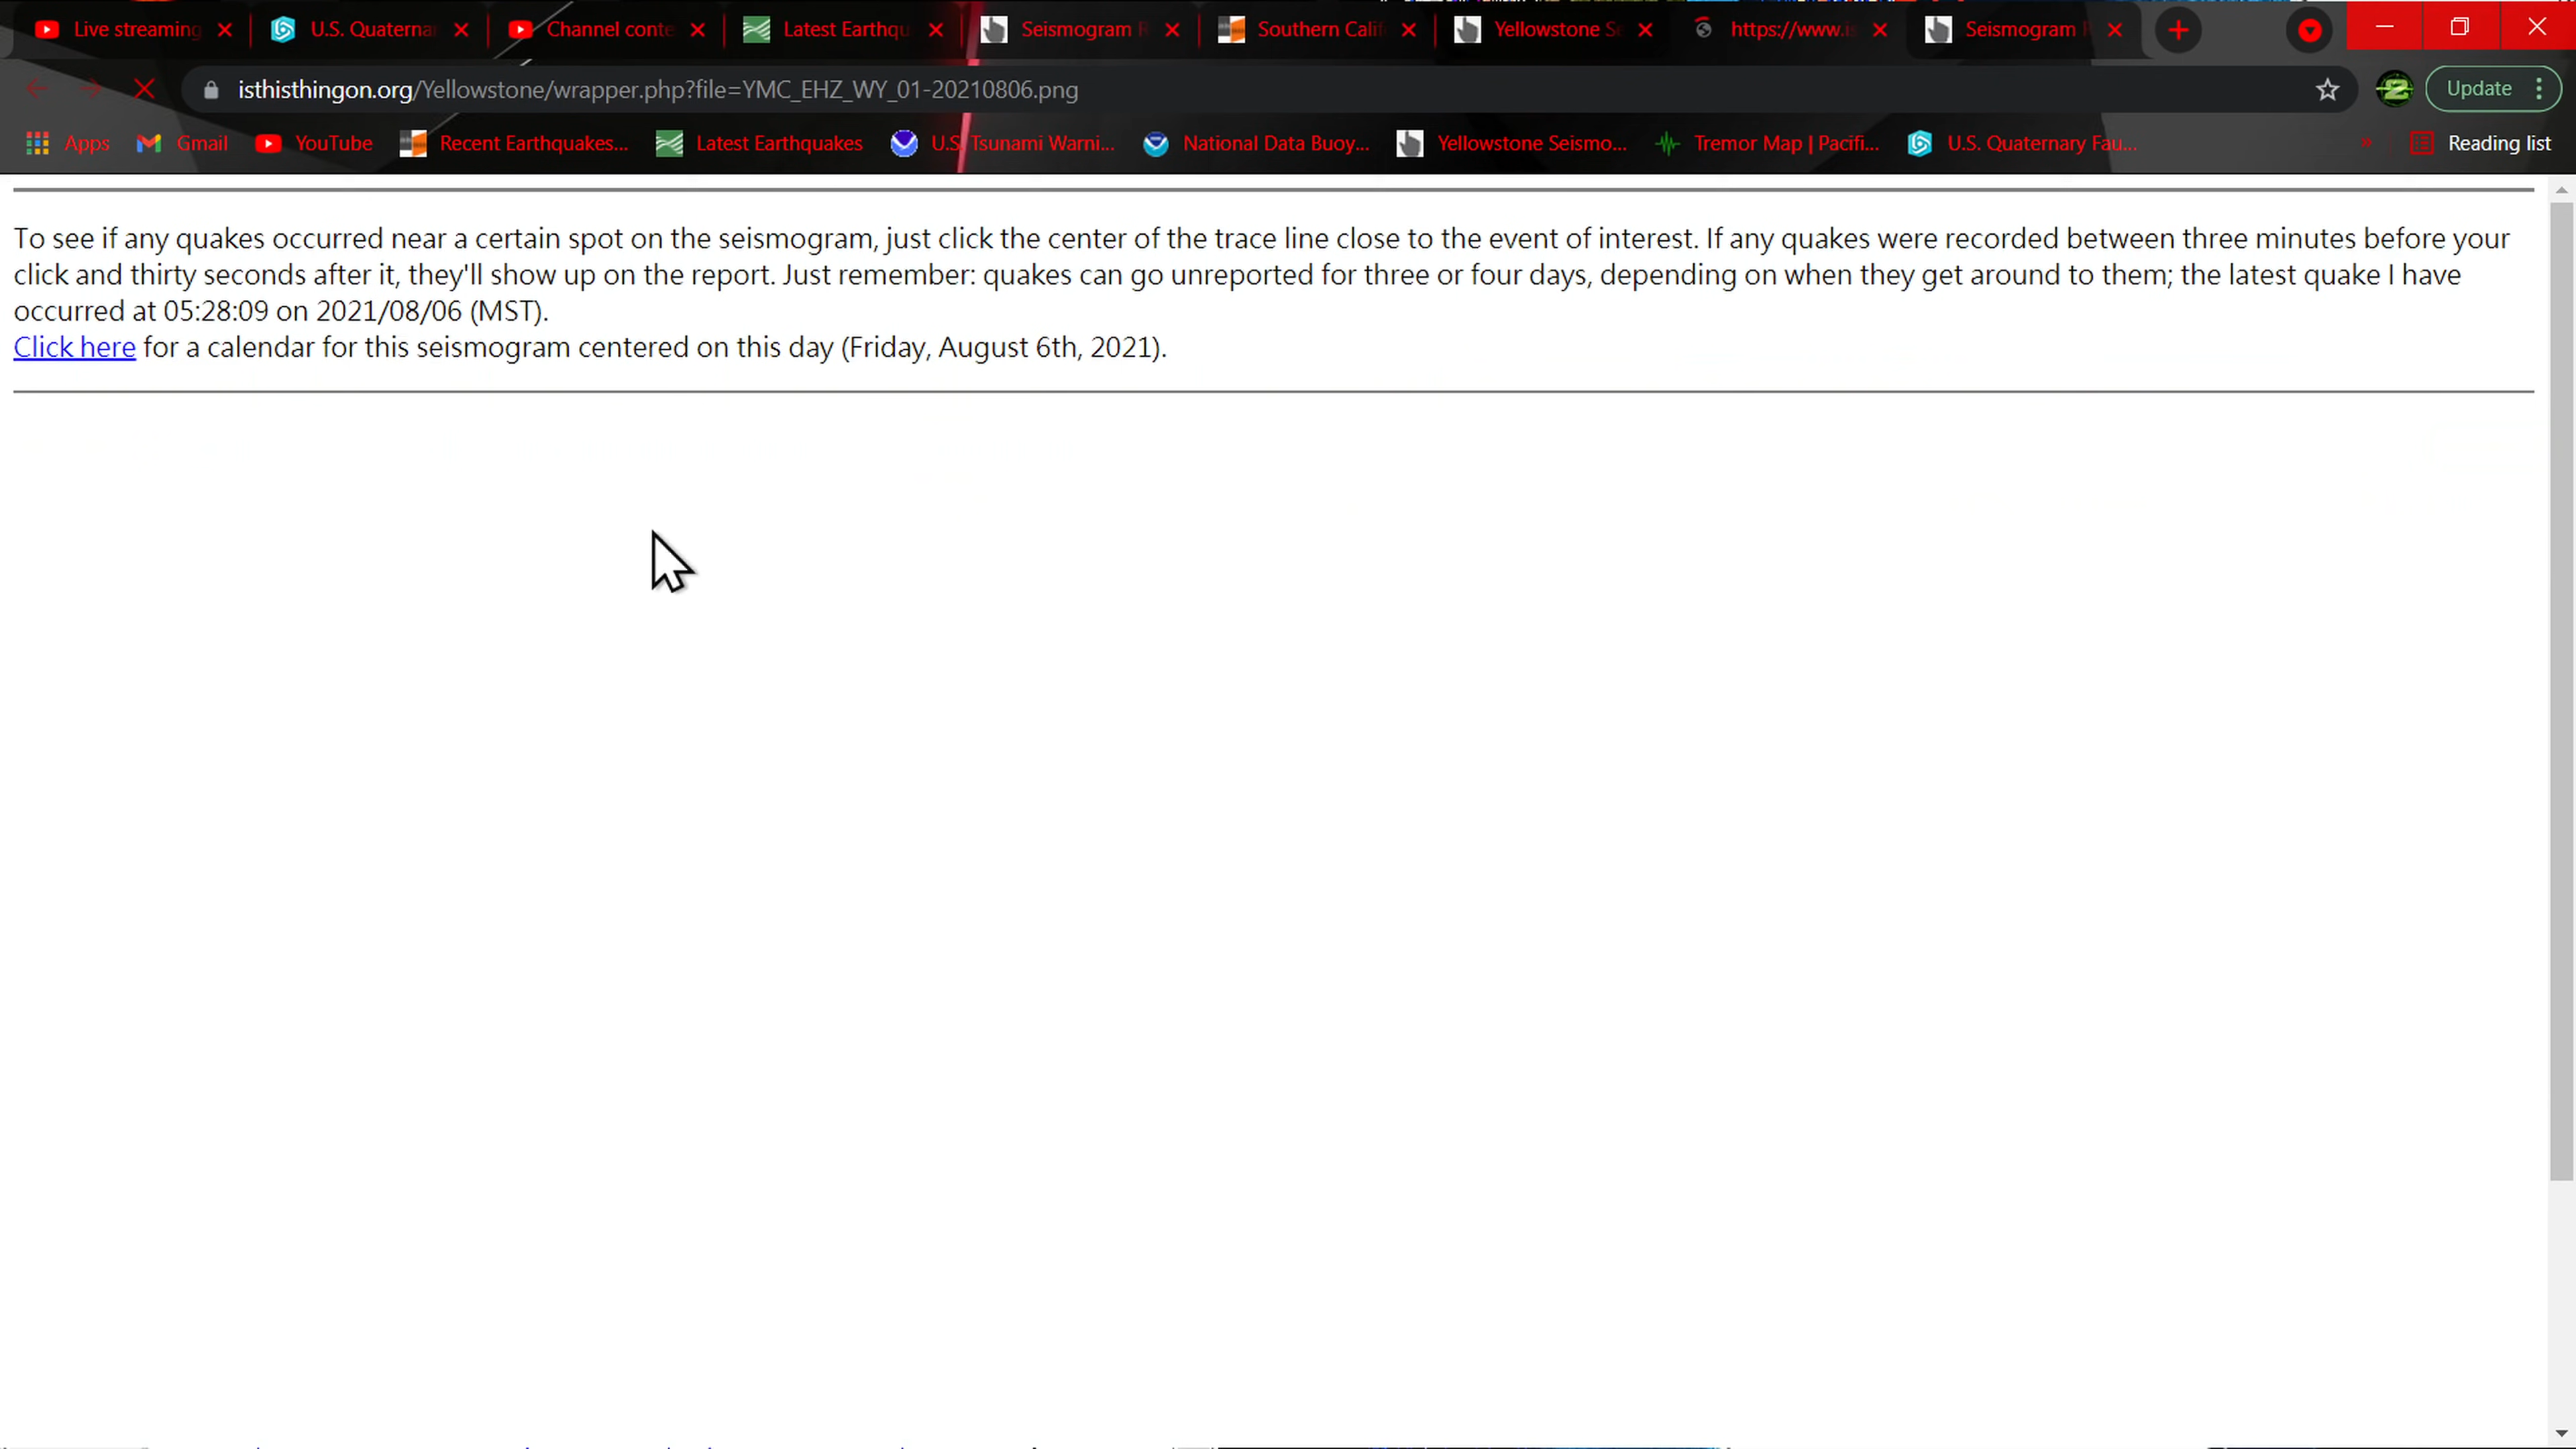 Live streaming
U.S. Quaterna
Channel conte
Latest Earthqu
Seismogram R
Southern Calif
Yellowstone Se
https://www.is
Seismogram R
isthisthingon.org/Yellowstone/wrapper.php?file=YMC_EHZ_WY_01-20210806.png
Update
Apps
Gmail
YouTube
Recent Earthquakes...
Latest Earthquakes
U.S. Tsunami Warni...
National Data Buoy...
Yellowstone Seismo...
Tremor Map | Pacifi...
U.S. Quaternary Fau...
»
Reading list
To see if any quakes occurred near a certain spot on the seismogram, just click the center of the trace line close to the event of interest. If any quakes were recorded between three minutes before your
click and thirty seconds after it, they'll show up on the report. Just remember: quakes can go unreported for three or four days, depending on when they get around to them; the latest quake I have
occurred at 05:28:09 on 2021/08/06 (MST).
Click here for a calendar for this seismogram centered on this day (Friday, August 6th, 2021).